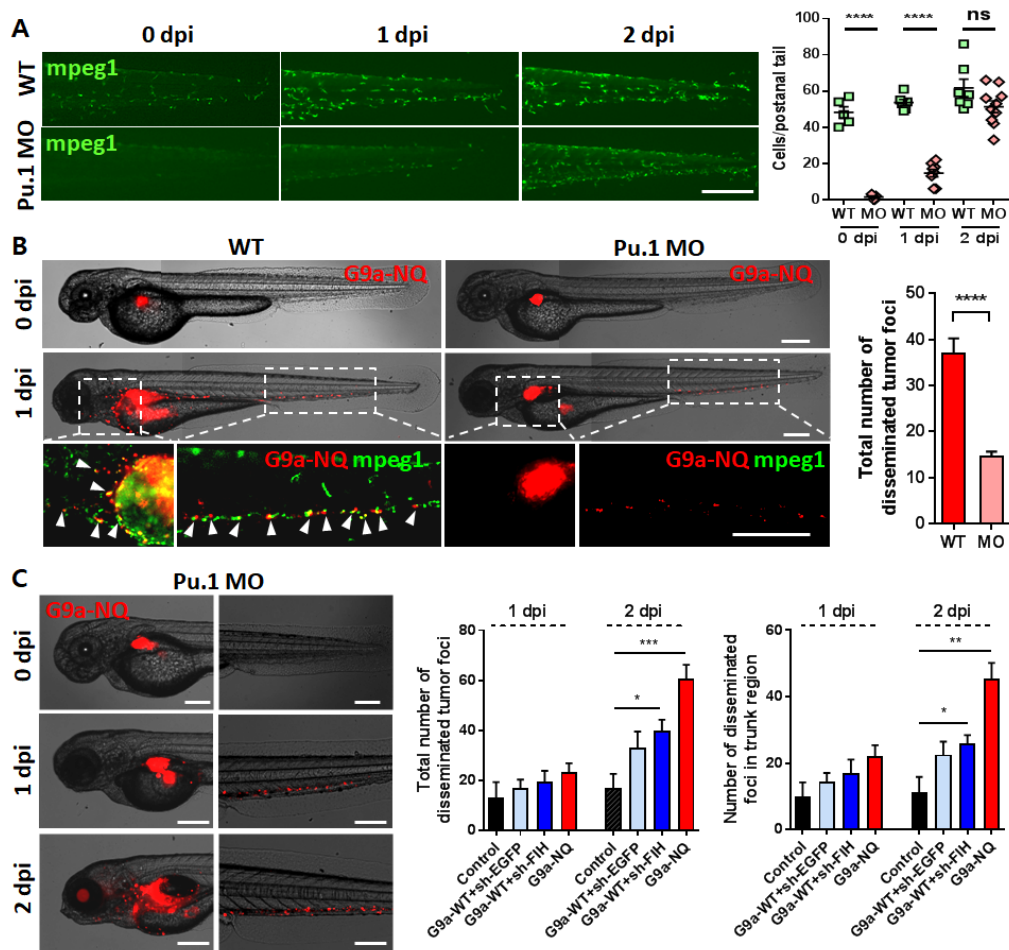 A
0 dpi 1 dpi 2 dpi
WT
mpeg1
Pu.1 MO
mpeg1
**** **** ns
Cells/postanal tail
100
80
60
40
20
0
WT MO WT MO WT MO
0 dpi 1 dpi 2 dpi
B
WT Pu.1 MO
0 dpi
G9a-NQ G9a-NQ
1 dpi
G9a-NQ mpeg1 G9a-NQ mpeg1
Total number of
disseminated tumor foci
50
40
30
20
10
0
****
WT MO
C
Pu.1 MO
G9a-NQ
0 dpi
1 dpi
2 dpi
1 dpi 2 dpi
Total number of
disseminated tumor foci
80
60
40
20
0
***
*
Control
G9a-WT+sh-EGFP
G9a-WT+sh-FIH
G9a-NQ
Control
G9a-WT+sh-EGFP
G9a-WT+sh-FIH
G9a-NQ
1 dpi 2 dpi
Number of disseminated
foci in trunk region
60
40
20
0
**
*
Control
G9a-WT+sh-EGFP
G9a-WT+sh-FIH
G9a-NQ
Control
G9a-WT+sh-EGFP
G9a-WT+sh-FIH
G9a-NQ